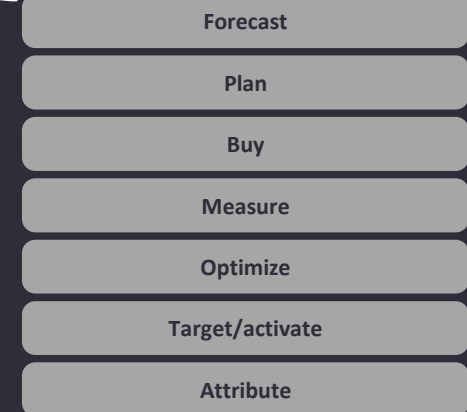 Forecast
Plan
Buy
Measure
Optimize
Target/activate
Attribute